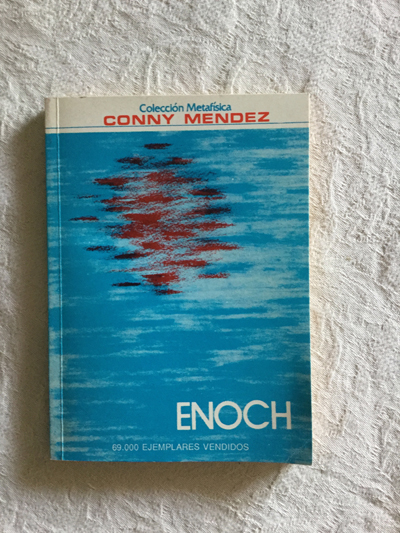 Colección Metafísica
CONNY MENDEZ
ENOCH
69.000 EJEMPLARES VENDIDOS